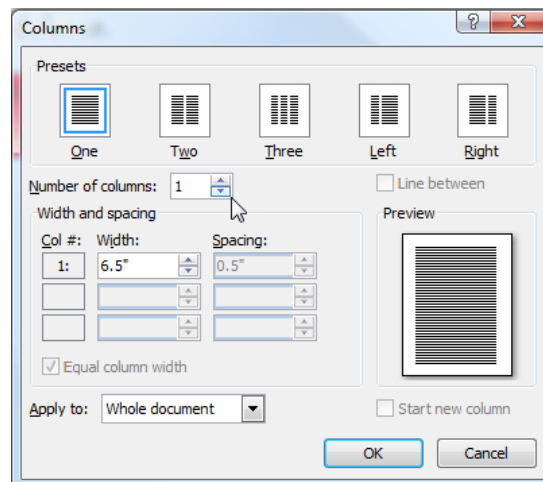 Columns
Presets
One Two Three Left Right
Number of columns: 1 Line between
Width and spacing Preview
Col #: Width: Spacing:
1: 6.5" 0.5"
Equal column width
Apply to: Whole document Start new column
OK Cancel